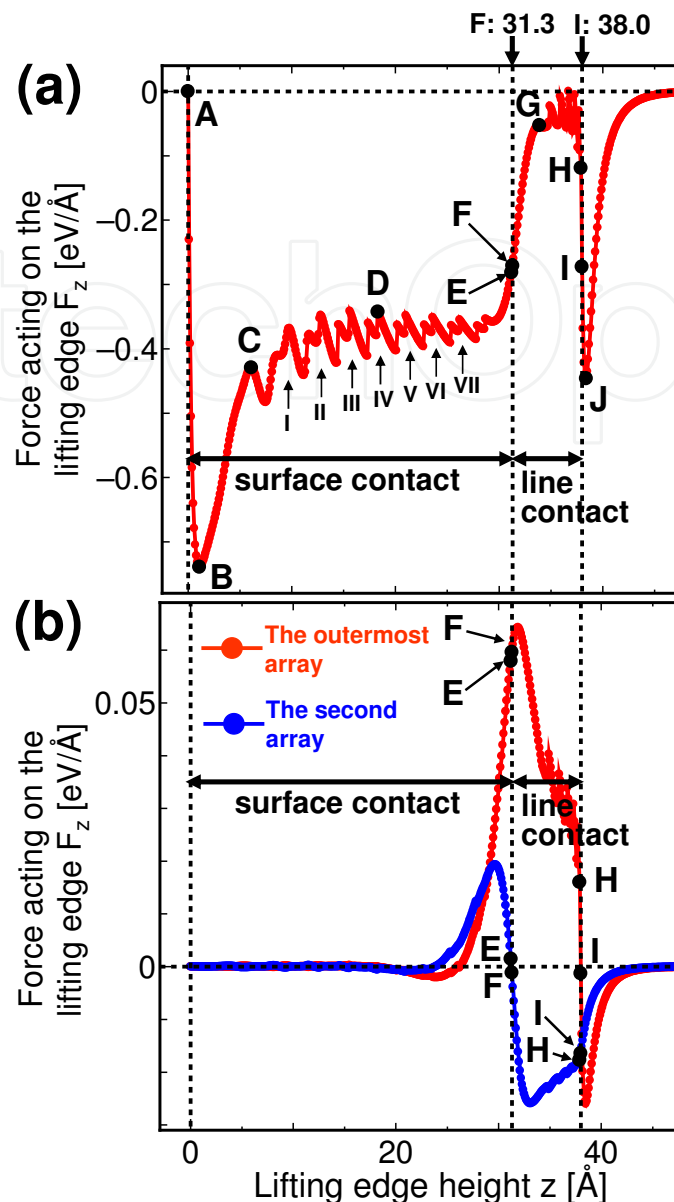 F: 31.3 I: 38.0
(a)
0
−0.2
−0.4
−0.6
Force acting on the
lifting edge Fz [eV/Å]
A
B
C
D
E
F
G
H
I
J
I
II
III
IV
V
VI
VII
surface contact
line
contact
(b)
The outermost
array
The second
array
0.05
0
Force acting on the
lifting edge Fz [eV/Å]
F
E
surface contact
line
contact
H
E
F
I
I
H
0
20
40
Lifting edge height z [Å]